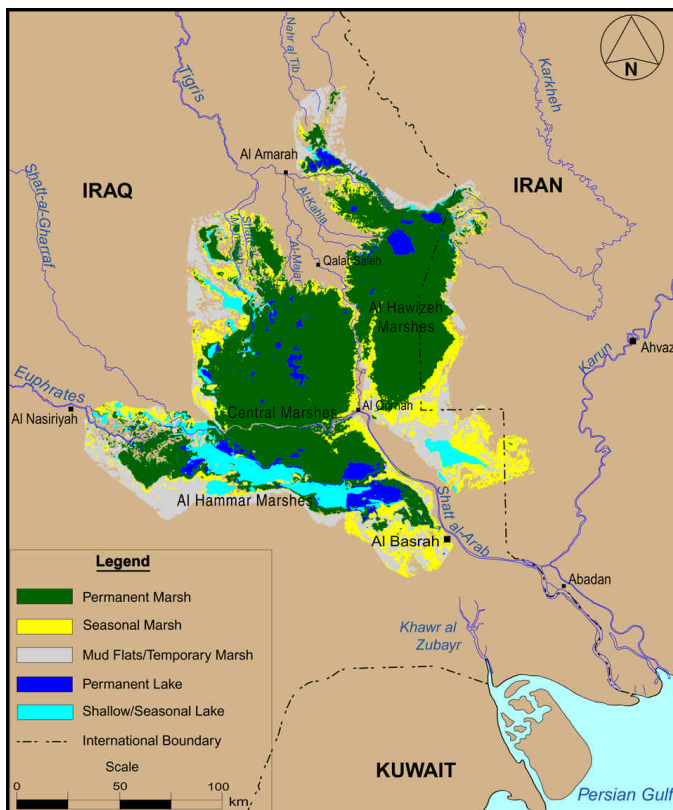 Nahr al Tib
Tigris
Karkheh
N
Al Amarah
IRAQ
IRAN
Shatt-al-Gharraf
Al-Kahla
Al-Majar
Qalat Saleh
Al Hawizeh
Marshes
Karun
Ahvaz
Euphrates
Al Nasiriyah
Central Marshes
Al Qurnah
Al Hammar Marshes
Shatt al-Arab
Al Basrah
Abadan
Khawr al
Zubayr
Legend
Permanent Marsh
Seasonal Marsh
Mud Flats/Temporary Marsh
Permanent Lake
Shallow/Seasonal Lake
International Boundary
Scale
0 50 100
km
KUWAIT
Persian Gulf